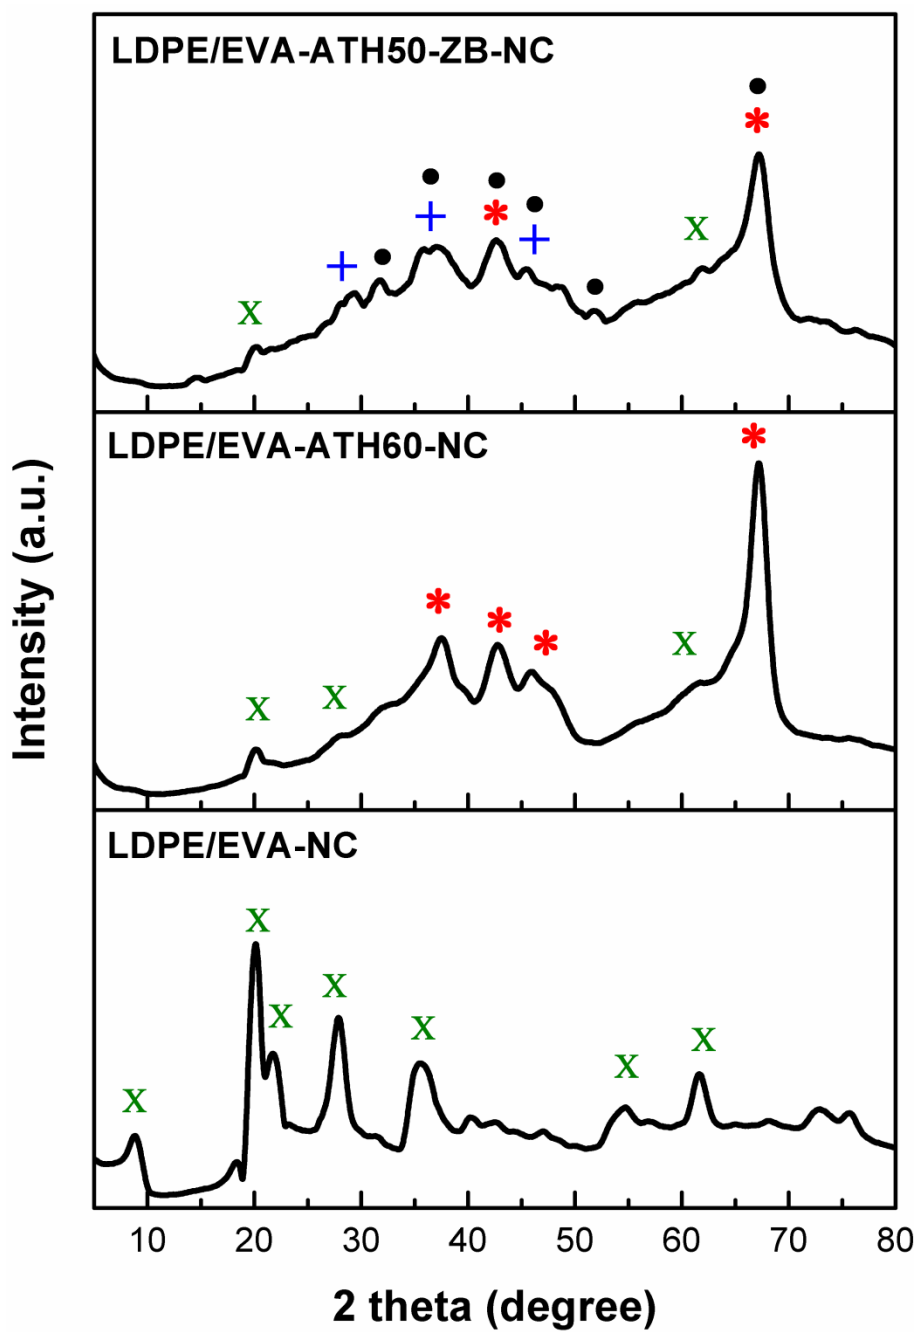 LDPE/EVA-ATH50-ZB-NC
x
x
LDPE/EVA-ATH60-NC
x
x
x
LDPE/EVA-NC
x
x
x
x
x
x
x
Intensity (a.u.)
10 20 30 40 50 60 70 80
2 theta (degree)